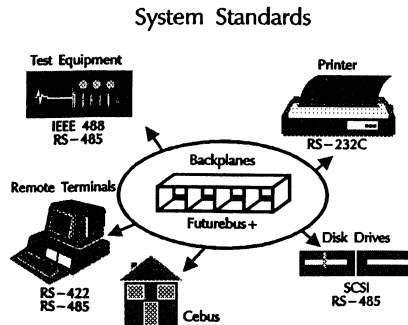 System Standards
Test Equipment
IEEE 488
RS-485
Printer
RS-232C
Backplanes
Futurebus+
Remote Terminals
RS-422
RS-485
Disk Drives
SCSI
RS-485
Cebus